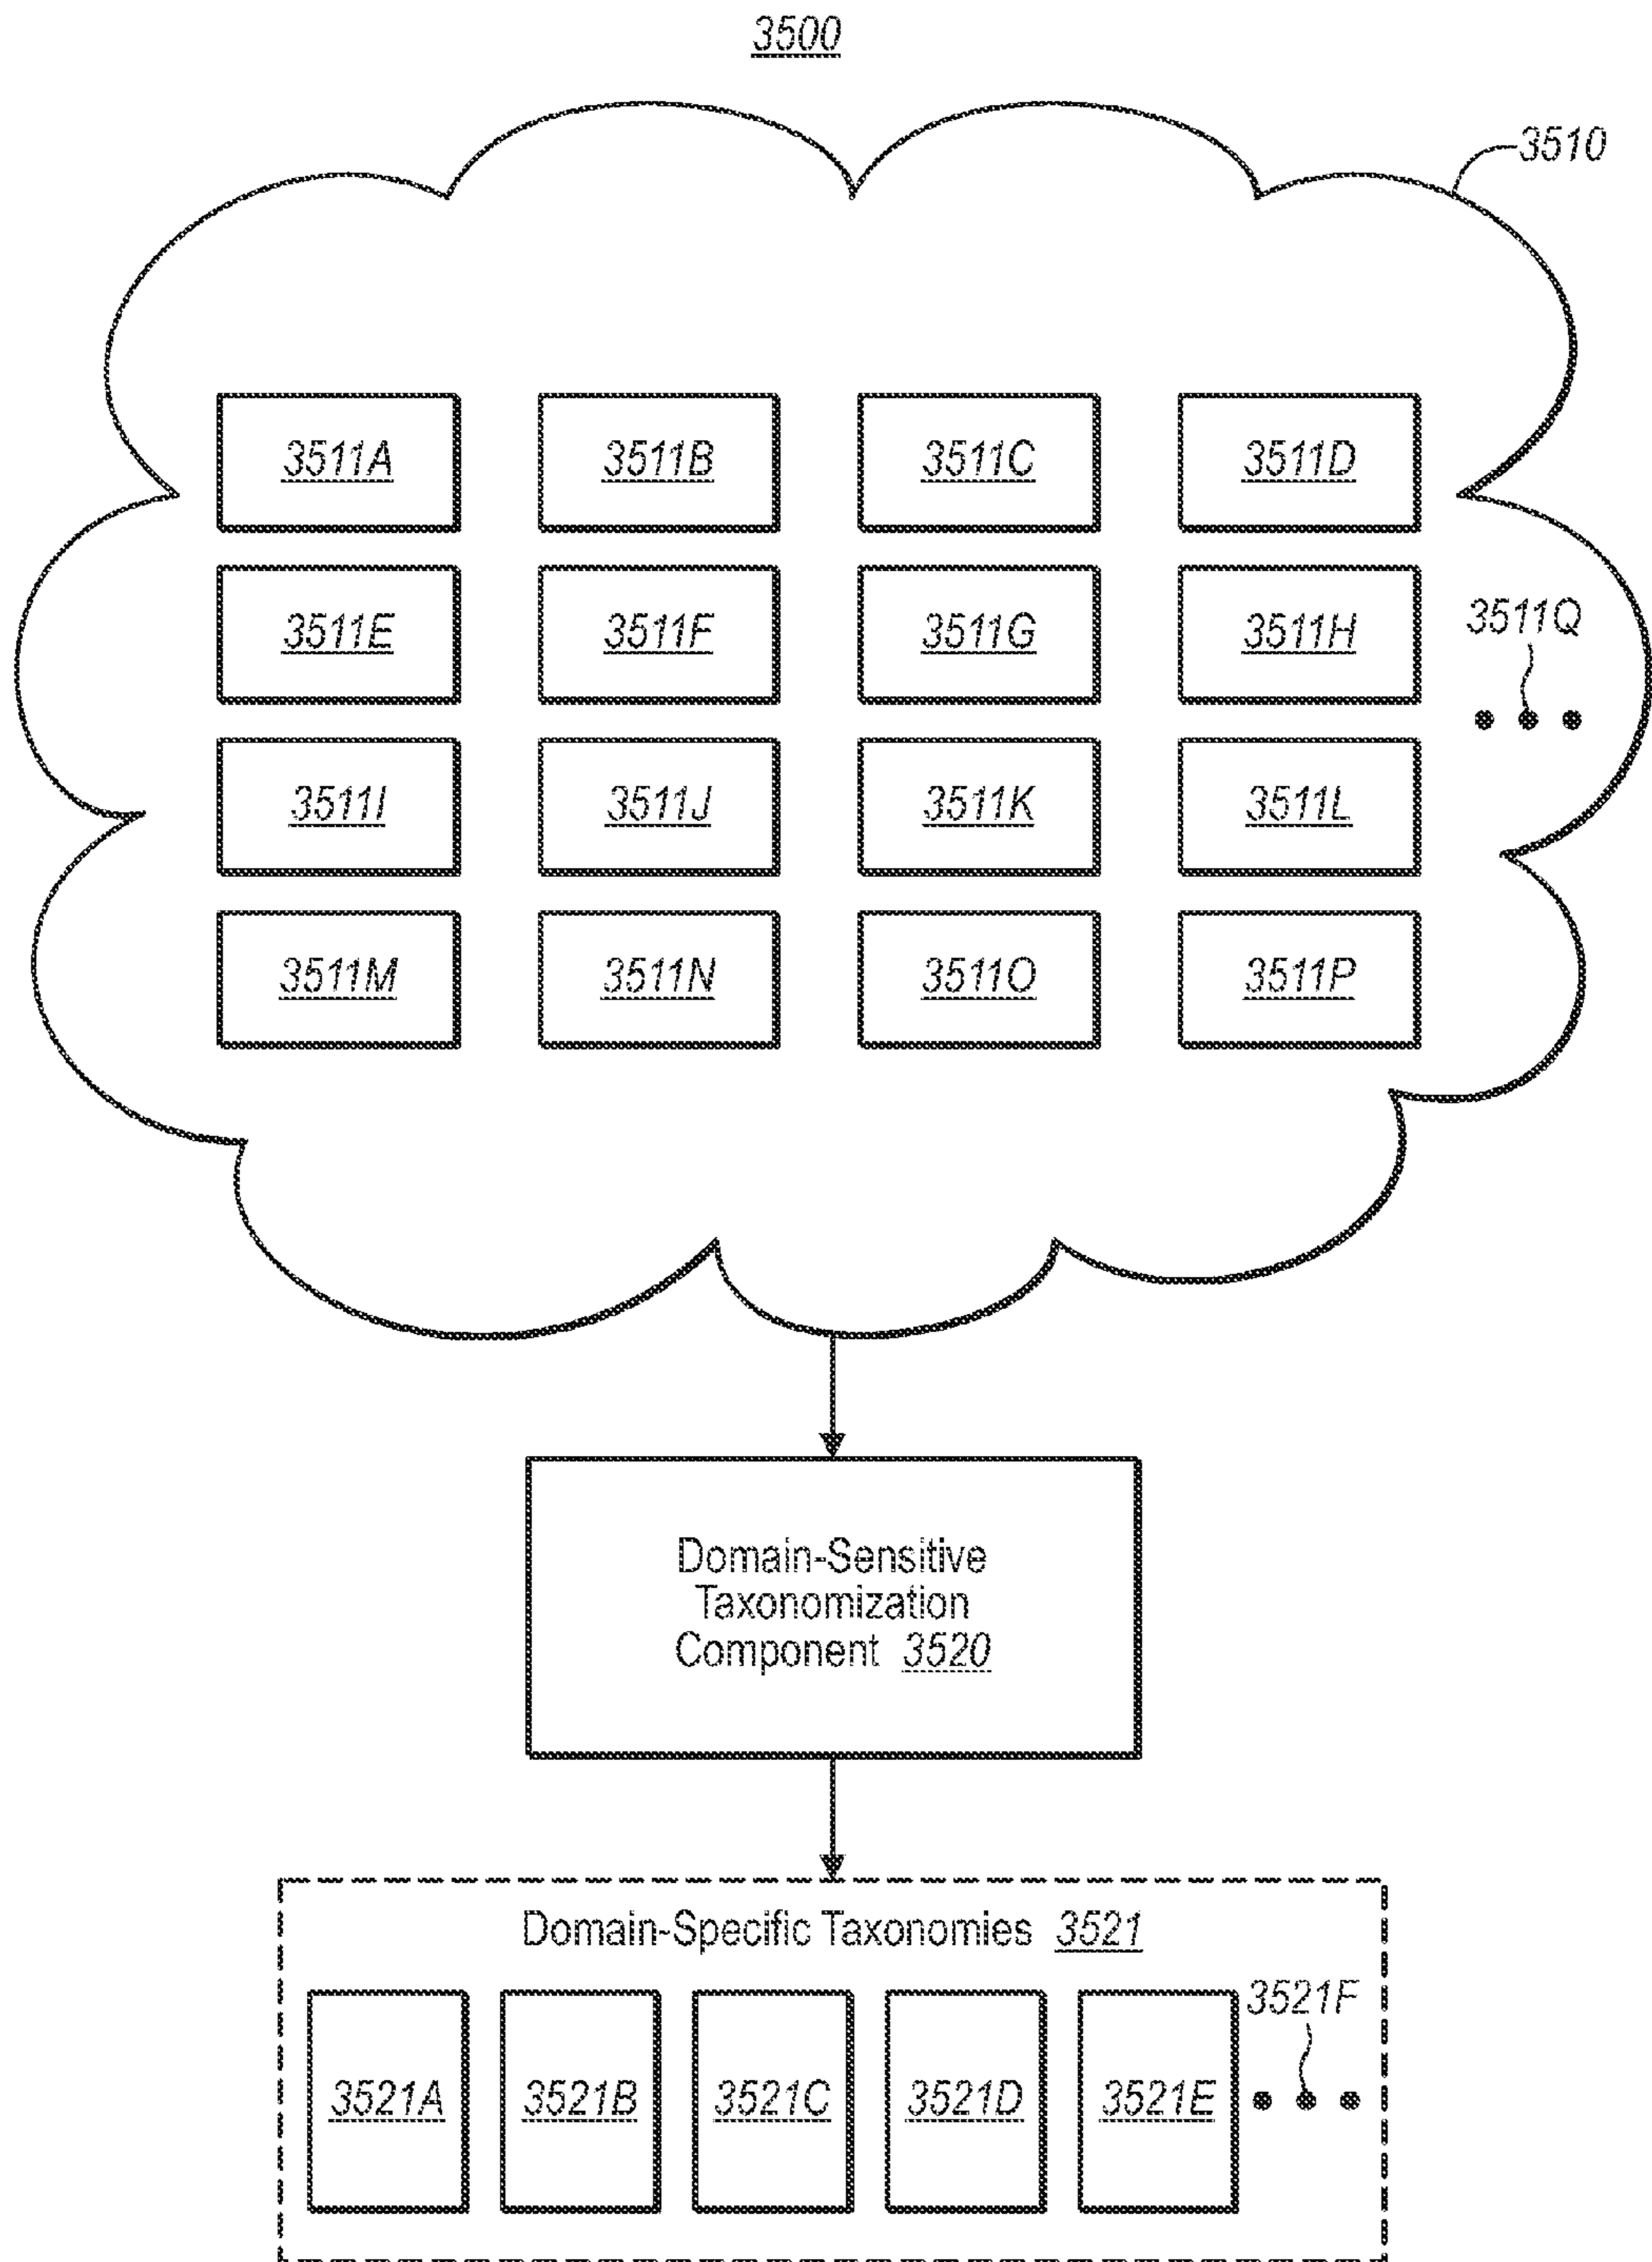 3500
3510
3511A 3511B 3511C 3511D
3511E 3511F 3511G 3511H
3511Q
3511I 3511J 3511K 3511L
3511M 3511N 3511O 3511P
Domain-Sensitive
Taxonomization
Component 3520
Domain-Specific Taxonomies 3521
3521F
3521A 3521B 3521C 3521D 3521E